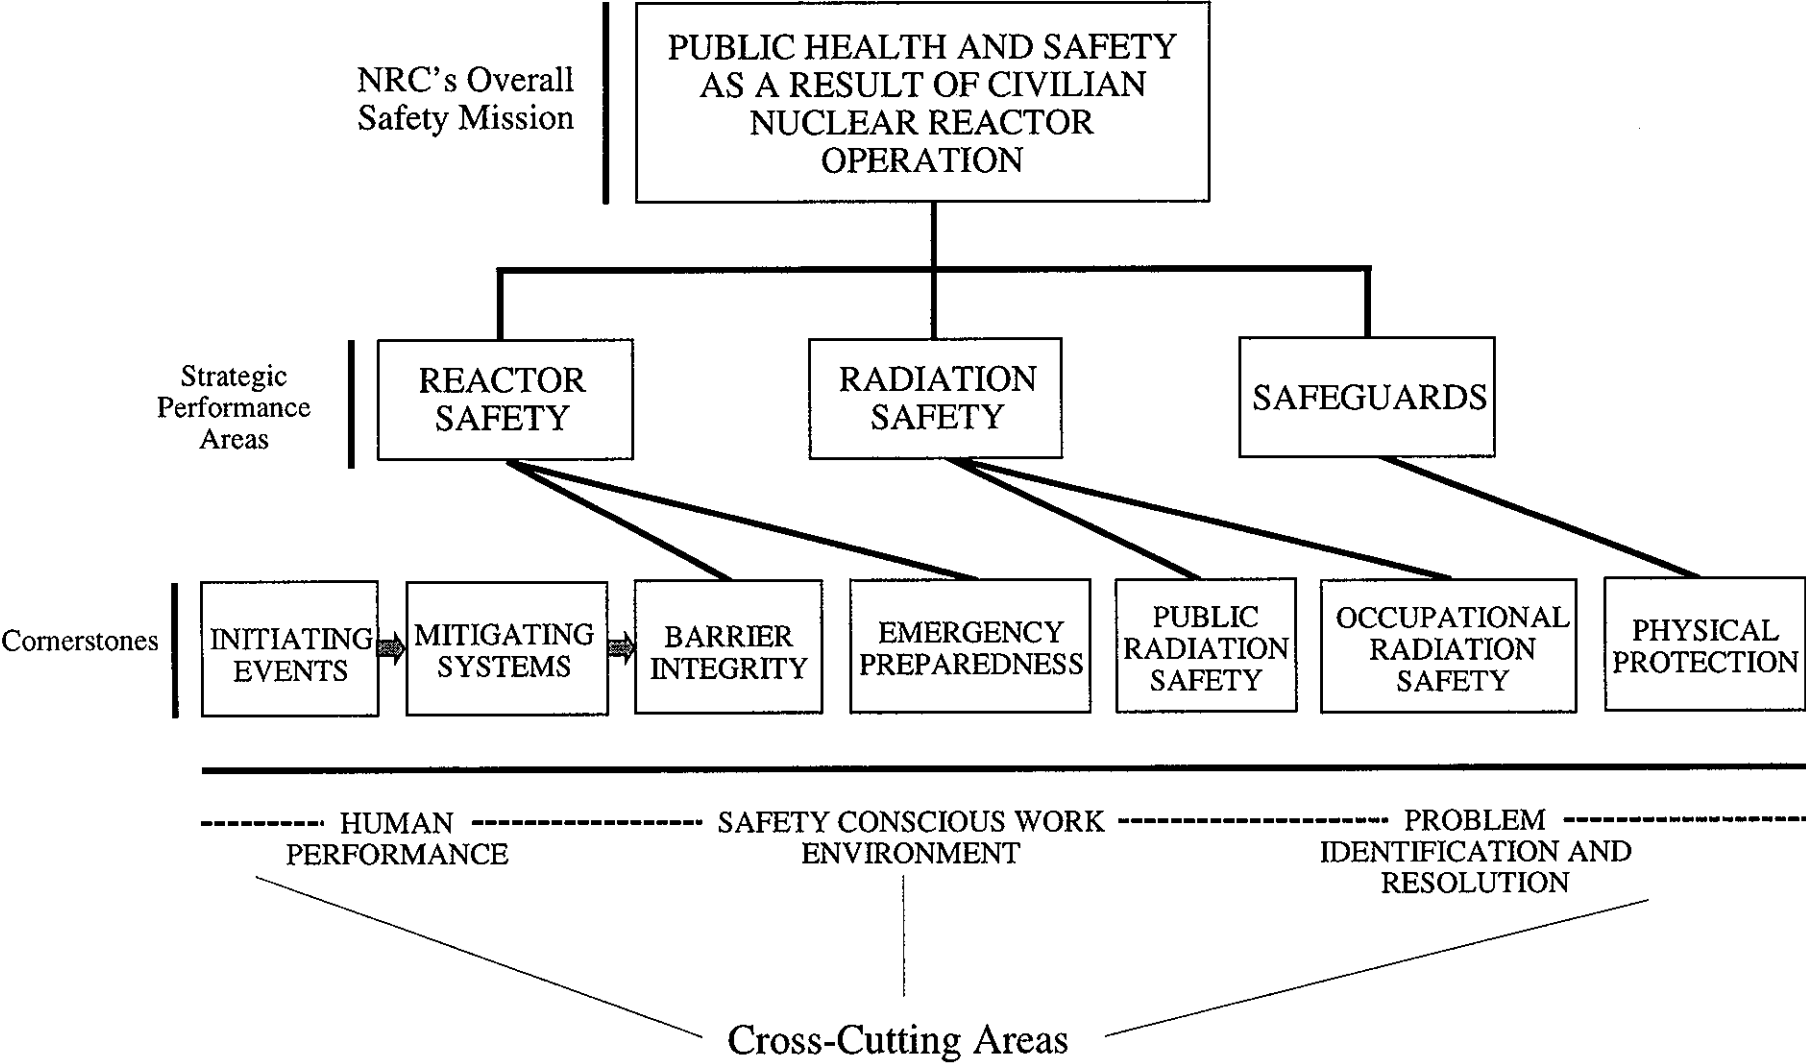 NRC's Overall
Safety Mission
PUBLIC HEALTH AND SAFETY
AS A RESULT OF CIVILIAN
NUCLEAR REACTOR
OPERATION
Strategic
Performance
Areas
REACTOR
SAFETY
RADIATION
SAFETY
SAFEGUARDS
Cornerstones
INITIATING
EVENTS
MITIGATING
SYSTEMS
BARRIER
INTEGRITY
EMERGENCY
PREPAREDNESS
PUBLIC
RADIATION
SAFETY
OCCUPATIONAL
RADIATION
SAFETY
PHYSICAL
PROTECTION
HUMAN
PERFORMANCE
SAFETY CONSCIOUS WORK
ENVIRONMENT
PROBLEM
IDENTIFICATION AND
RESOLUTION
Cross-Cutting Areas